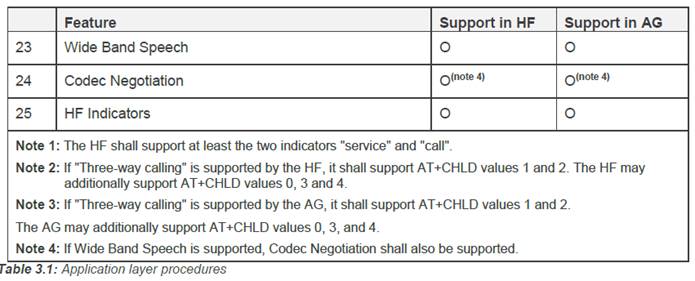 Feature Support in HF Support in AG
23 Wide Band Speech O O
24 Codec Negotiation O(note 4) O(note 4)
25 HF Indicators O O
Note 1: The HF shall support at least the two indicators "service" and "call".
Note 2: If "Three-way calling" is supported by the HF, it shall support AT+CHLD values 1 and 2. The HF may
additionally support AT+CHLD values 0, 3 and 4.
Note 3: If "Three-way calling" is supported by the AG, it shall support AT+CHLD values 1 and 2.
The AG may additionally support AT+CHLD values 0, 3, and 4.
Note 4: If Wide Band Speech is supported, Codec Negotiation shall also be supported.
Table 3.1: Application layer procedures